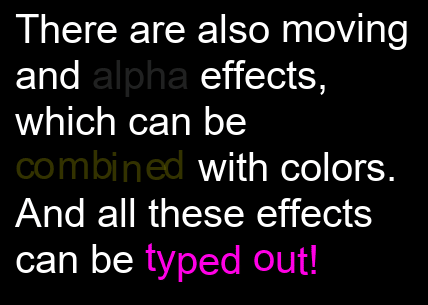 There are also moving
and alpha effects,
which can be
combined with colors.
And all these effects
can be typed out!